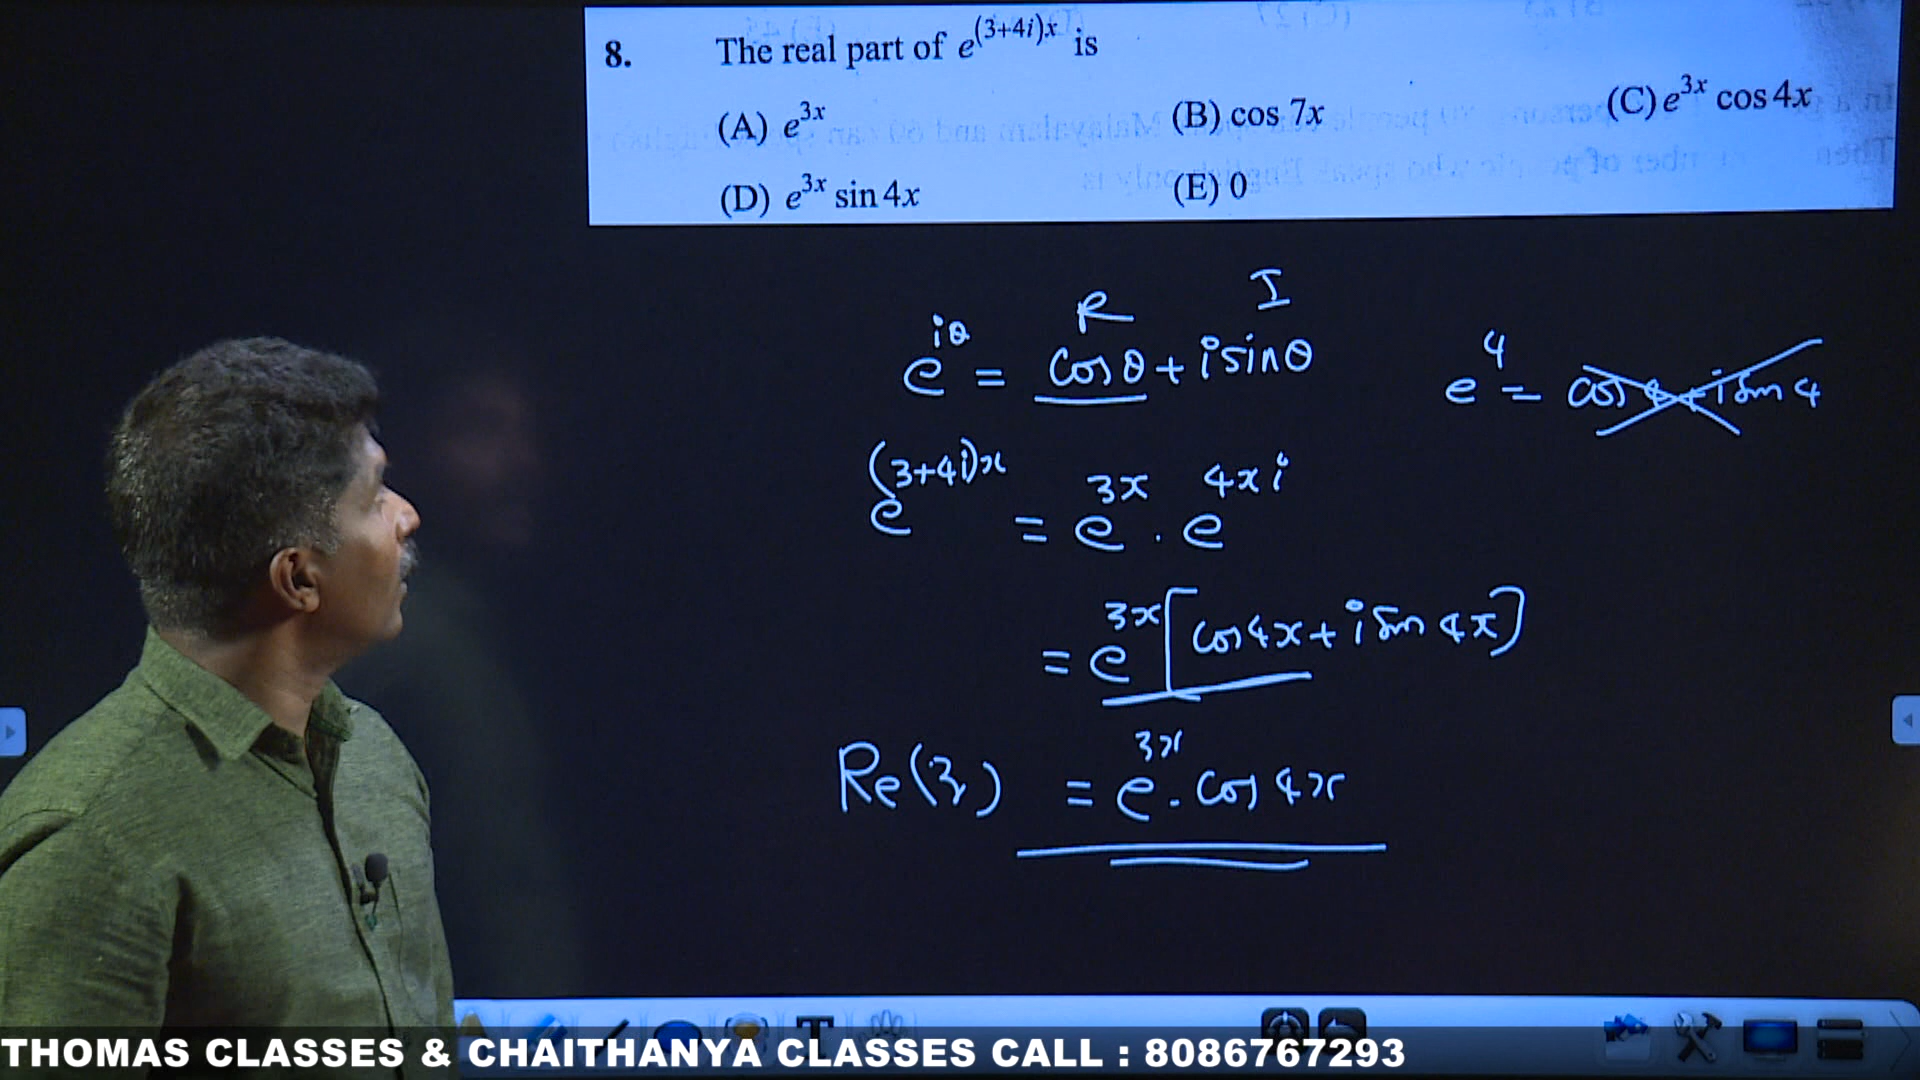 8. The real part of e^(3+4i)x is
(A) e^3x (B) cos 7x (C) e^3x cos 4x
(D) e^3x sin 4x (E) 0
R I
e^iθ = cosθ + i sinθ
e^4 = cos 4 + i sin 4
e^(3+4i)x = e^3x . e^4xi
= e^3x [cos4x + i sin 4x]
Re(z) = e^3x . cos 4x
THOMAS CLASSES & CHAITHANYA CLASSES CALL : 8086767293